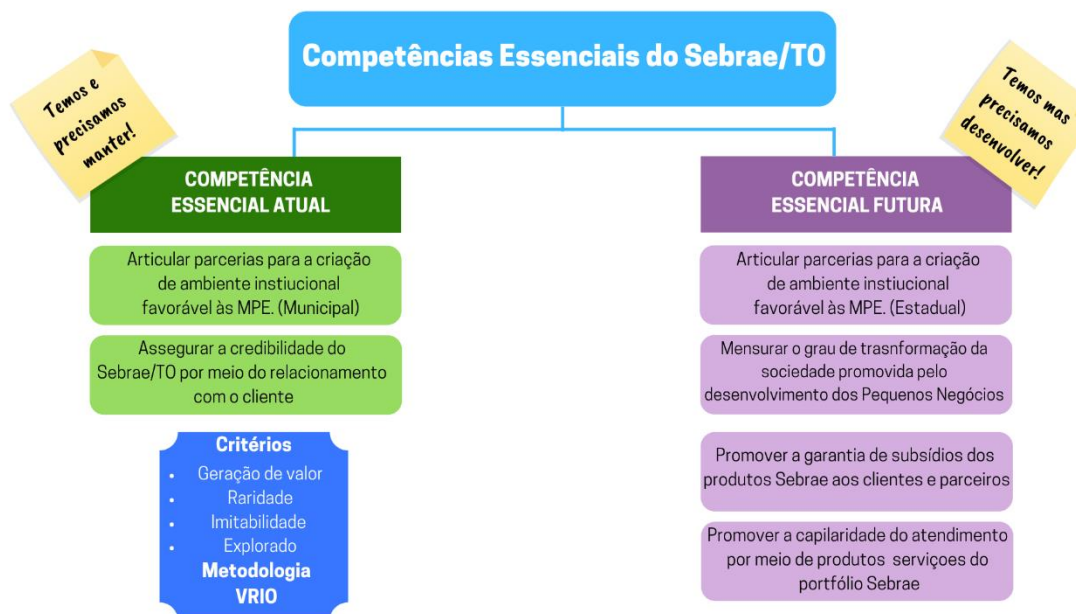 Competências Essenciais do Sebrae/TO
Temos e
precisamos
manter!
Temos mas
precisamos
desenvolver!
COMPETÊNCIA
ESSENCIAL ATUAL
Articular parcerias para a criação
de ambiente instiucional
favorável às MPE. (Municipal)
Assegurar a credibilidade do
Sebrae/TO por meio do relacionamento
com o cliente
Critérios
• Geração de valor
• Raridade
• Imitabilidade
• Explorado
Metodologia
VRIO
COMPETÊNCIA
ESSENCIAL FUTURA
Articular parcerias para a criação
de ambiente instiucional
favorável às MPE. (Estadual)
Mensurar o grau de trasnformação da
sociedade promovida pelo
desenvolvimento dos Pequenos Negócios
Promover a garantia de subsídios dos
produtos Sebrae aos clientes e parceiros
Promover a capilaridade do atendimento
por meio de produtos serviçoes do
portfólio Sebrae